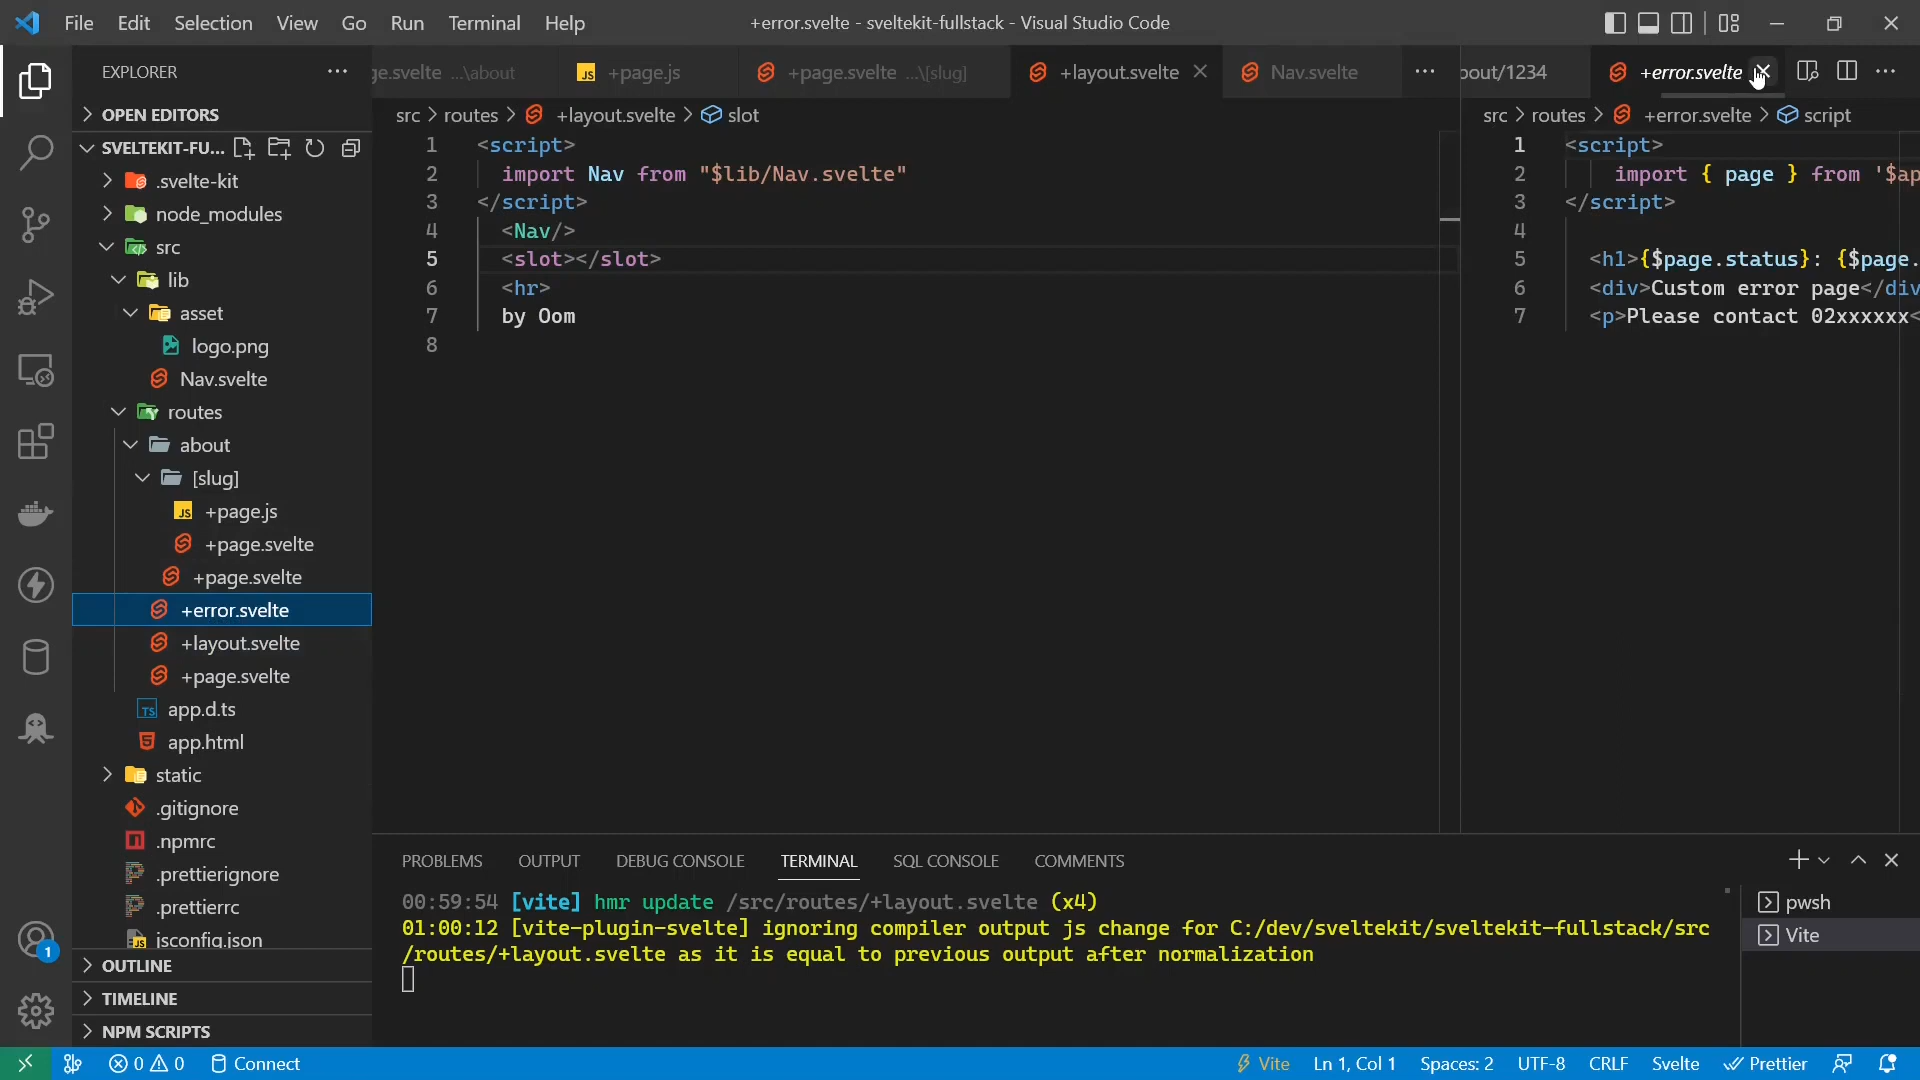 File Edit Selection View Go Run Terminal Help
+error.svelte - sveltekit-fullstack - Visual Studio Code
EXPLORER
OPEN EDITORS
SVELTEKIT-FU...
.svelte-kit
node_modules
src
lib
asset
logo.png
Nav.svelte
routes
about
[slug]
+page.js
+page.svelte
+page.svelte
+error.svelte
+layout.svelte
+page.svelte
app.d.ts
app.html
static
.gitignore
.npmrc
.prettierignore
.prettierrc
jsconfig.json
OUTLINE
TIMELINE
NPM SCRIPTS
ge.svelte ...\about
JS +page.js
+page.svelte ...\[slug]
+layout.svelte
Nav.svelte
src > routes > +layout.svelte > slot
1 <script>
2 import Nav from "$lib/Nav.svelte"
3 </script>
4 <Nav/>
5 <slot></slot>
6 <hr>
7 by Oom
8
bout/1234
+error.svelte
src > routes > +error.svelte > script
1 <script>
2 import { page } from '$ap
3 </script>
4
5 <h1>{$page.status}: {$page.
6 <div>Custom error page</div
7 <p>Please contact 02xxxxxx<
PROBLEMS OUTPUT DEBUG CONSOLE TERMINAL SQL CONSOLE COMMENTS
00:59:54 [vite] hmr update /src/routes/+layout.svelte (x4)
01:00:12 [vite-plugin-svelte] ignoring compiler output js change for C:/dev/sveltekit/sveltekit-fullstack/src
/routes/+layout.svelte as it is equal to previous output after normalization
pwsh
Vite
1
0 0 Connect
Vite Ln 1, Col 1 Spaces: 2 UTF-8 CRLF Svelte Prettier